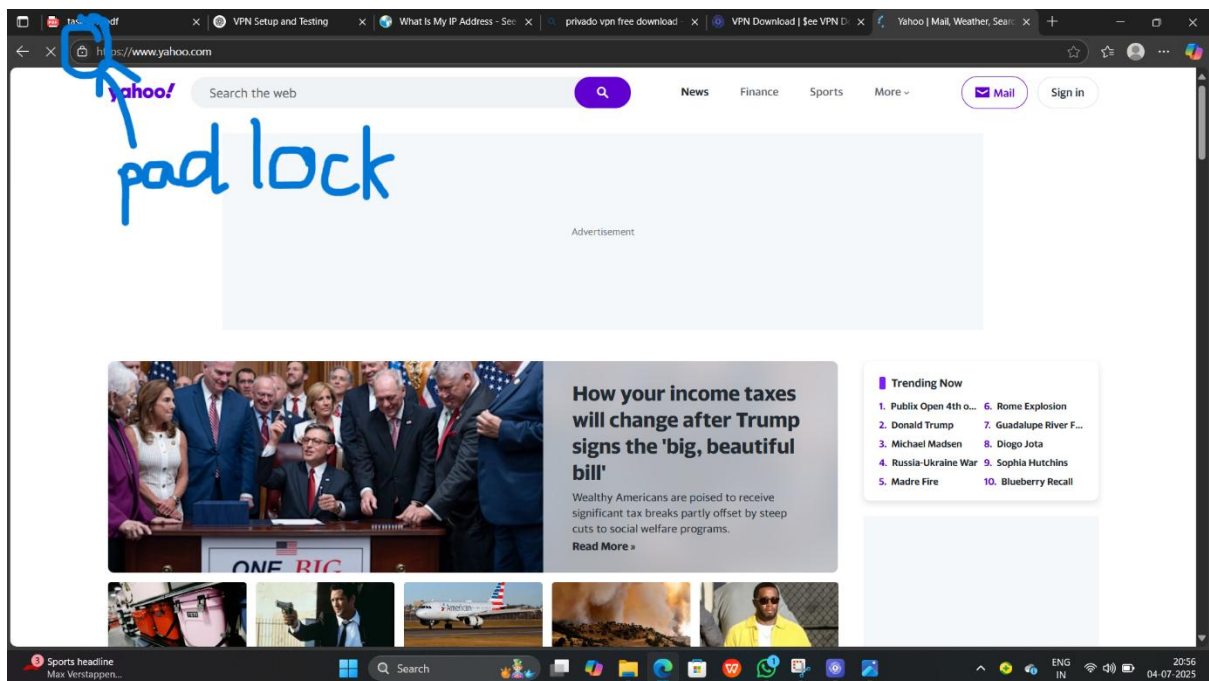 VPN Setup and Testing
What Is My IP Address - See
privado vpn free download
VPN Download | $ee VPN D
Yahoo | Mail, Weather, Searc
https://www.yahoo.com
yahoo!
Search the web
News Finance Sports More
Mail
Sign in
pad lock
Advertisement
How your income taxes
will change after Trump
signs the 'big, beautiful
bill'
Wealthy Americans are poised to receive
significant tax breaks partly offset by steep
cuts to social welfare programs.
Read More »
ONE BIG
American
Trending Now
1. Publix Open 4th o...
2. Donald Trump
3. Michael Madsen
4. Russia-Ukraine War
5. Madre Fire
6. Rome Explosion
7. Guadalupe River F...
8. Diogo Jota
9. Sophia Hutchins
10. Blueberry Recall
3
Sports headline
Max Verstappen...
Search
1
ENG
IN
20:56
04-07-2025